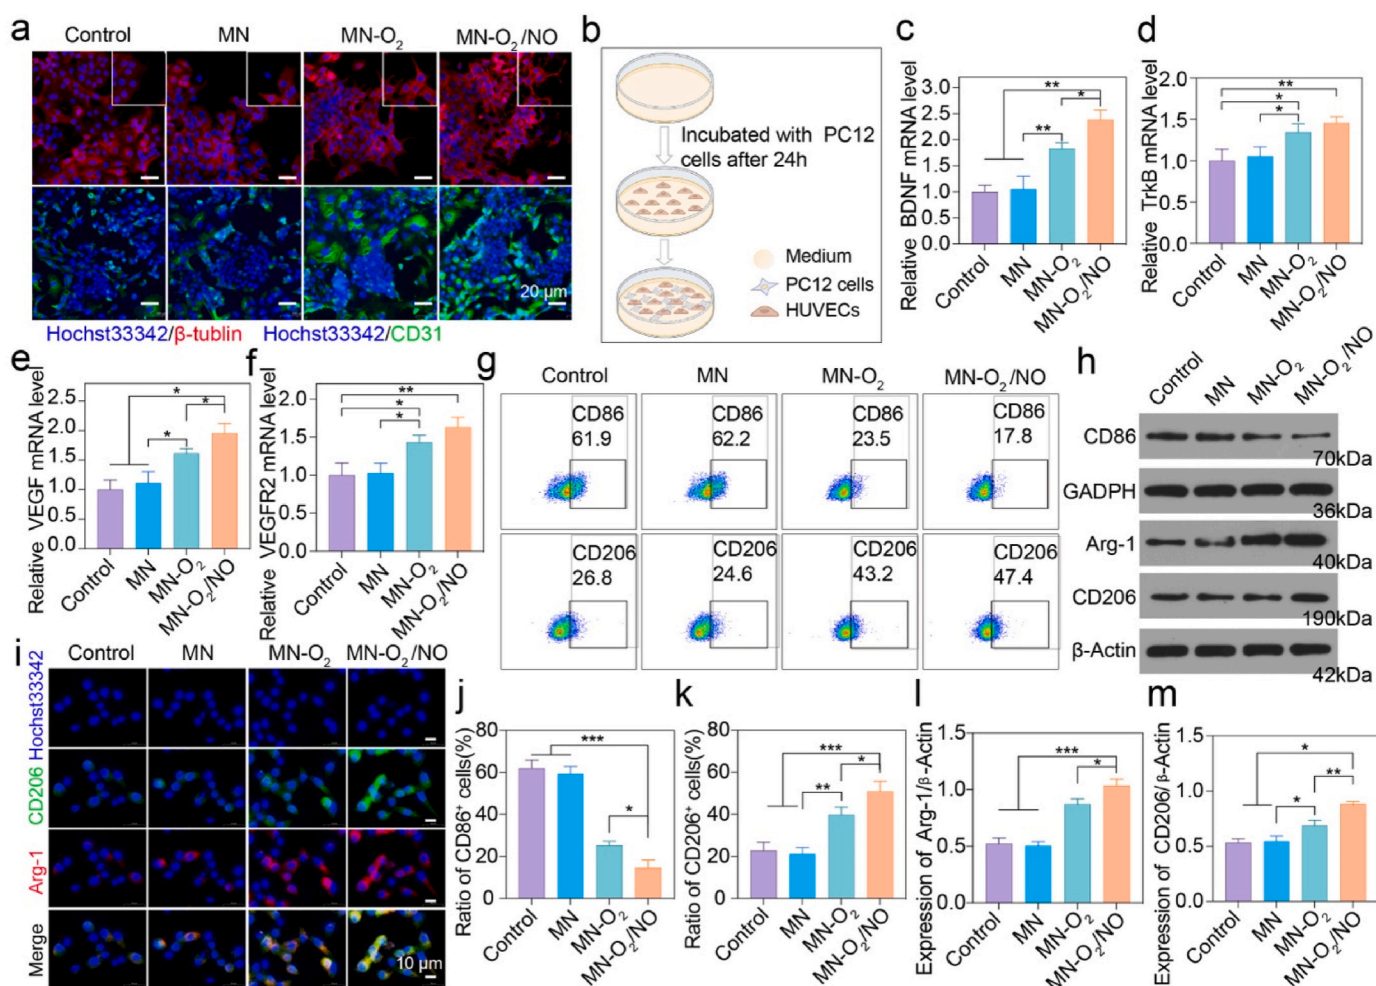 a
Control MN MN-O₂ MN-O₂/NO
20 μm
Hochst33342/β-tublin Hochst33342/CD31
b
Incubated with PC12
cells after 24h
Medium
PC12 cells
HUVECs
c
Relative BDNF mRNA level
3.0
2.5
2.0
1.5
1.0
0.5
0.0
**
*
**
Control MN MN-O₂ MN-O₂/NO
d
Relative TrkB mRNA level
2.0
1.5
1.0
0.5
0.0
**
*
*
Control MN MN-O₂ MN-O₂/NO
e
Relative VEGF mRNA level
2.5
2.0
1.5
1.0
0.5
0.0
*
*
*
Control MN MN-O₂ MN-O₂/NO
f
Relative VEGFR2 mRNA level
2.0
1.5
1.0
0.5
0.0
**
*
*
Control MN MN-O₂ MN-O₂/NO
g
Control MN MN-O₂ MN-O₂/NO
CD86 CD86 CD86 CD86
61.9 62.2 23.5 17.8
CD206 CD206 CD206 CD206
26.8 24.6 43.2 47.4
h
Control MN MN-O₂ MN-O₂/NO
CD86
70kDa
GADPH
36kDa
Arg-1
40kDa
CD206
190kDa
β-Actin
42kDa
i
Control MN MN-O₂ MN-O₂/NO
Hochst33342
CD206
Arg-1
Merge
10 μm
j
Ratio of CD86⁺ cells(%)
80
60
40
20
0
***
*
Control MN MN-O₂ MN-O₂/NO
k
Ratio of CD206⁺ cells(%)
80
60
40
20
0
***
*
**
Control MN MN-O₂ MN-O₂/NO
l
Expression of Arg-1/β-Actin
1.5
1.0
0.5
0.0
***
*
Control MN MN-O₂ MN-O₂/NO
m
Expression of CD206/β-Actin
1.5
1.0
0.5
0.0
*
**
*
Control MN MN-O₂ MN-O₂/NO